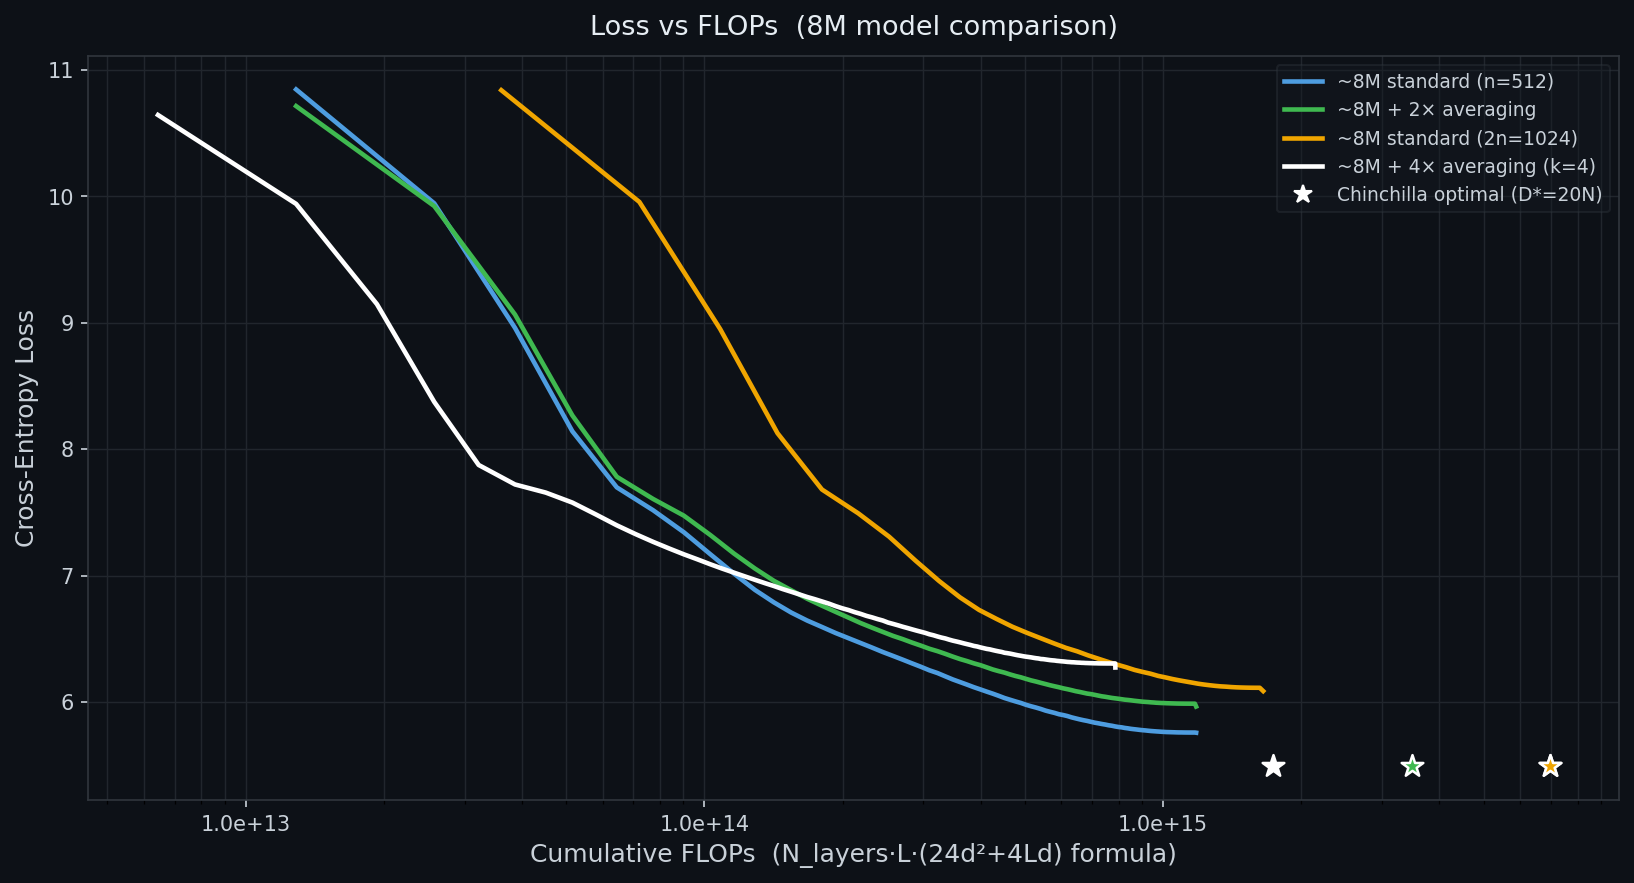 Loss vs FLOPs  (8M model comparison)
11
10
9
8
7
6
Cross-Entropy Loss
~8M standard (n=512)
~8M + 2× averaging
~8M standard (2n=1024)
~8M + 4× averaging (k=4)
Chinchilla optimal (D*=20N)
1.0e+13
1.0e+14
1.0e+15
Cumulative FLOPs  (N_layers·L·(24d²+4Ld) formula)